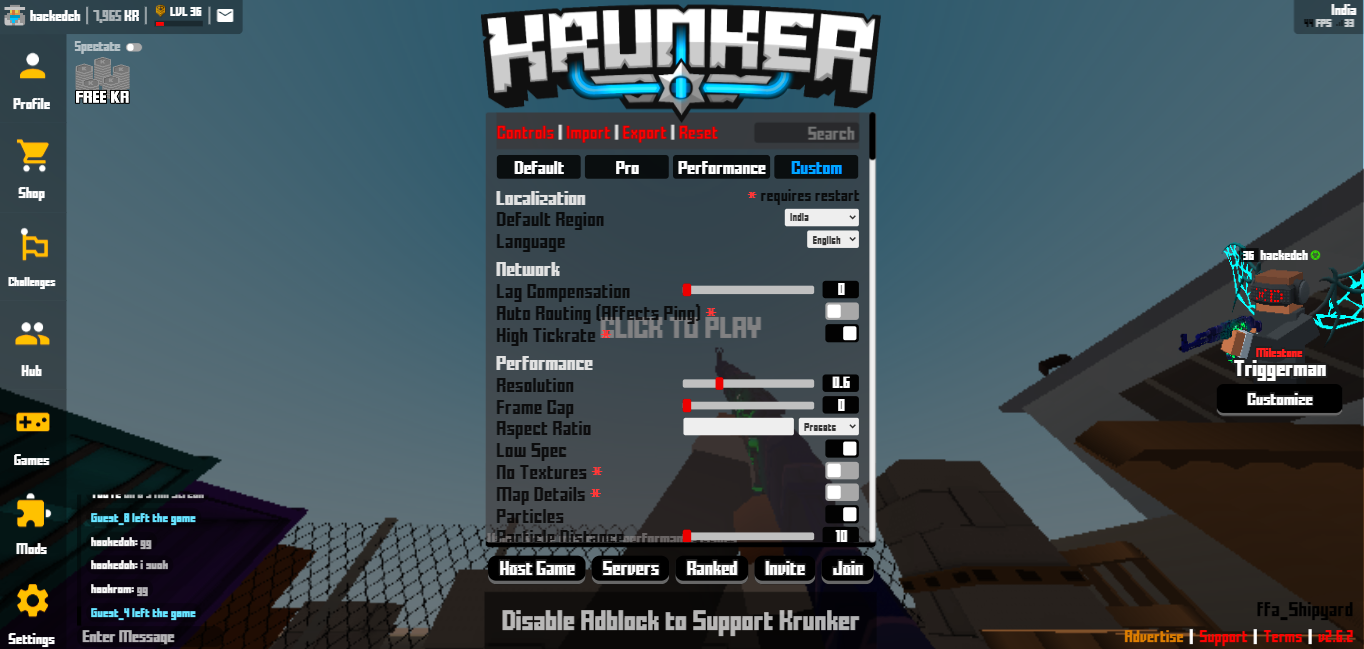 hackedch | 7,965 KR | LVL 36
India
FPS 33
KRUNKER
Spectate
FREE KR
Profile
Shop
Challenges
Hub
Games
Mods
Settings
Controls | Import | Export | Reset
Search
Default Pro Performance Custom
Localization * requires restart
Default Region India
Language English
Network
Lag Compensation 0
Auto Routing (Affects Ping) *
High Tickrate *
CLICK TO PLAY
Performance
Resolution 0.6
Frame Cap 0
Aspect Ratio Presets
Low Spec
No Textures *
Map Details *
Particles
Particle Distance 10
36 hackedch
Milestone
Triggerman
Customize
Guest_8 left the game
hackedch: gg
hackedch: i suck
gg
Guest_4 left the game
Enter Message
Host Game Servers Ranked Invite Join
Disable Adblock to Support Krunker
ffa_Shipyard
Advertise | Support | Terms | v2.6.2